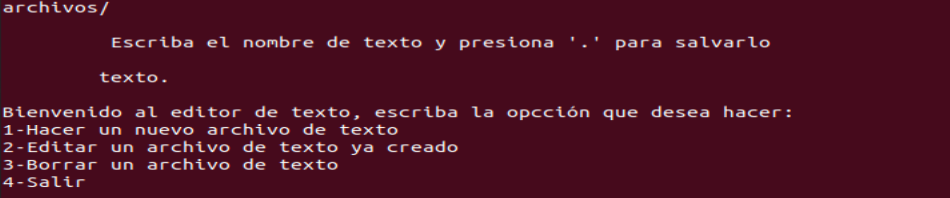 archivos/
Escriba el nombre de texto y presiona '.' para salvarlo
texto.
Bienvenido al editor de texto, escriba la opcción que desea hacer:
1-Hacer un nuevo archivo de texto
2-Editar un archivo de texto ya creado
3-Borrar un archivo de texto
4-Salir